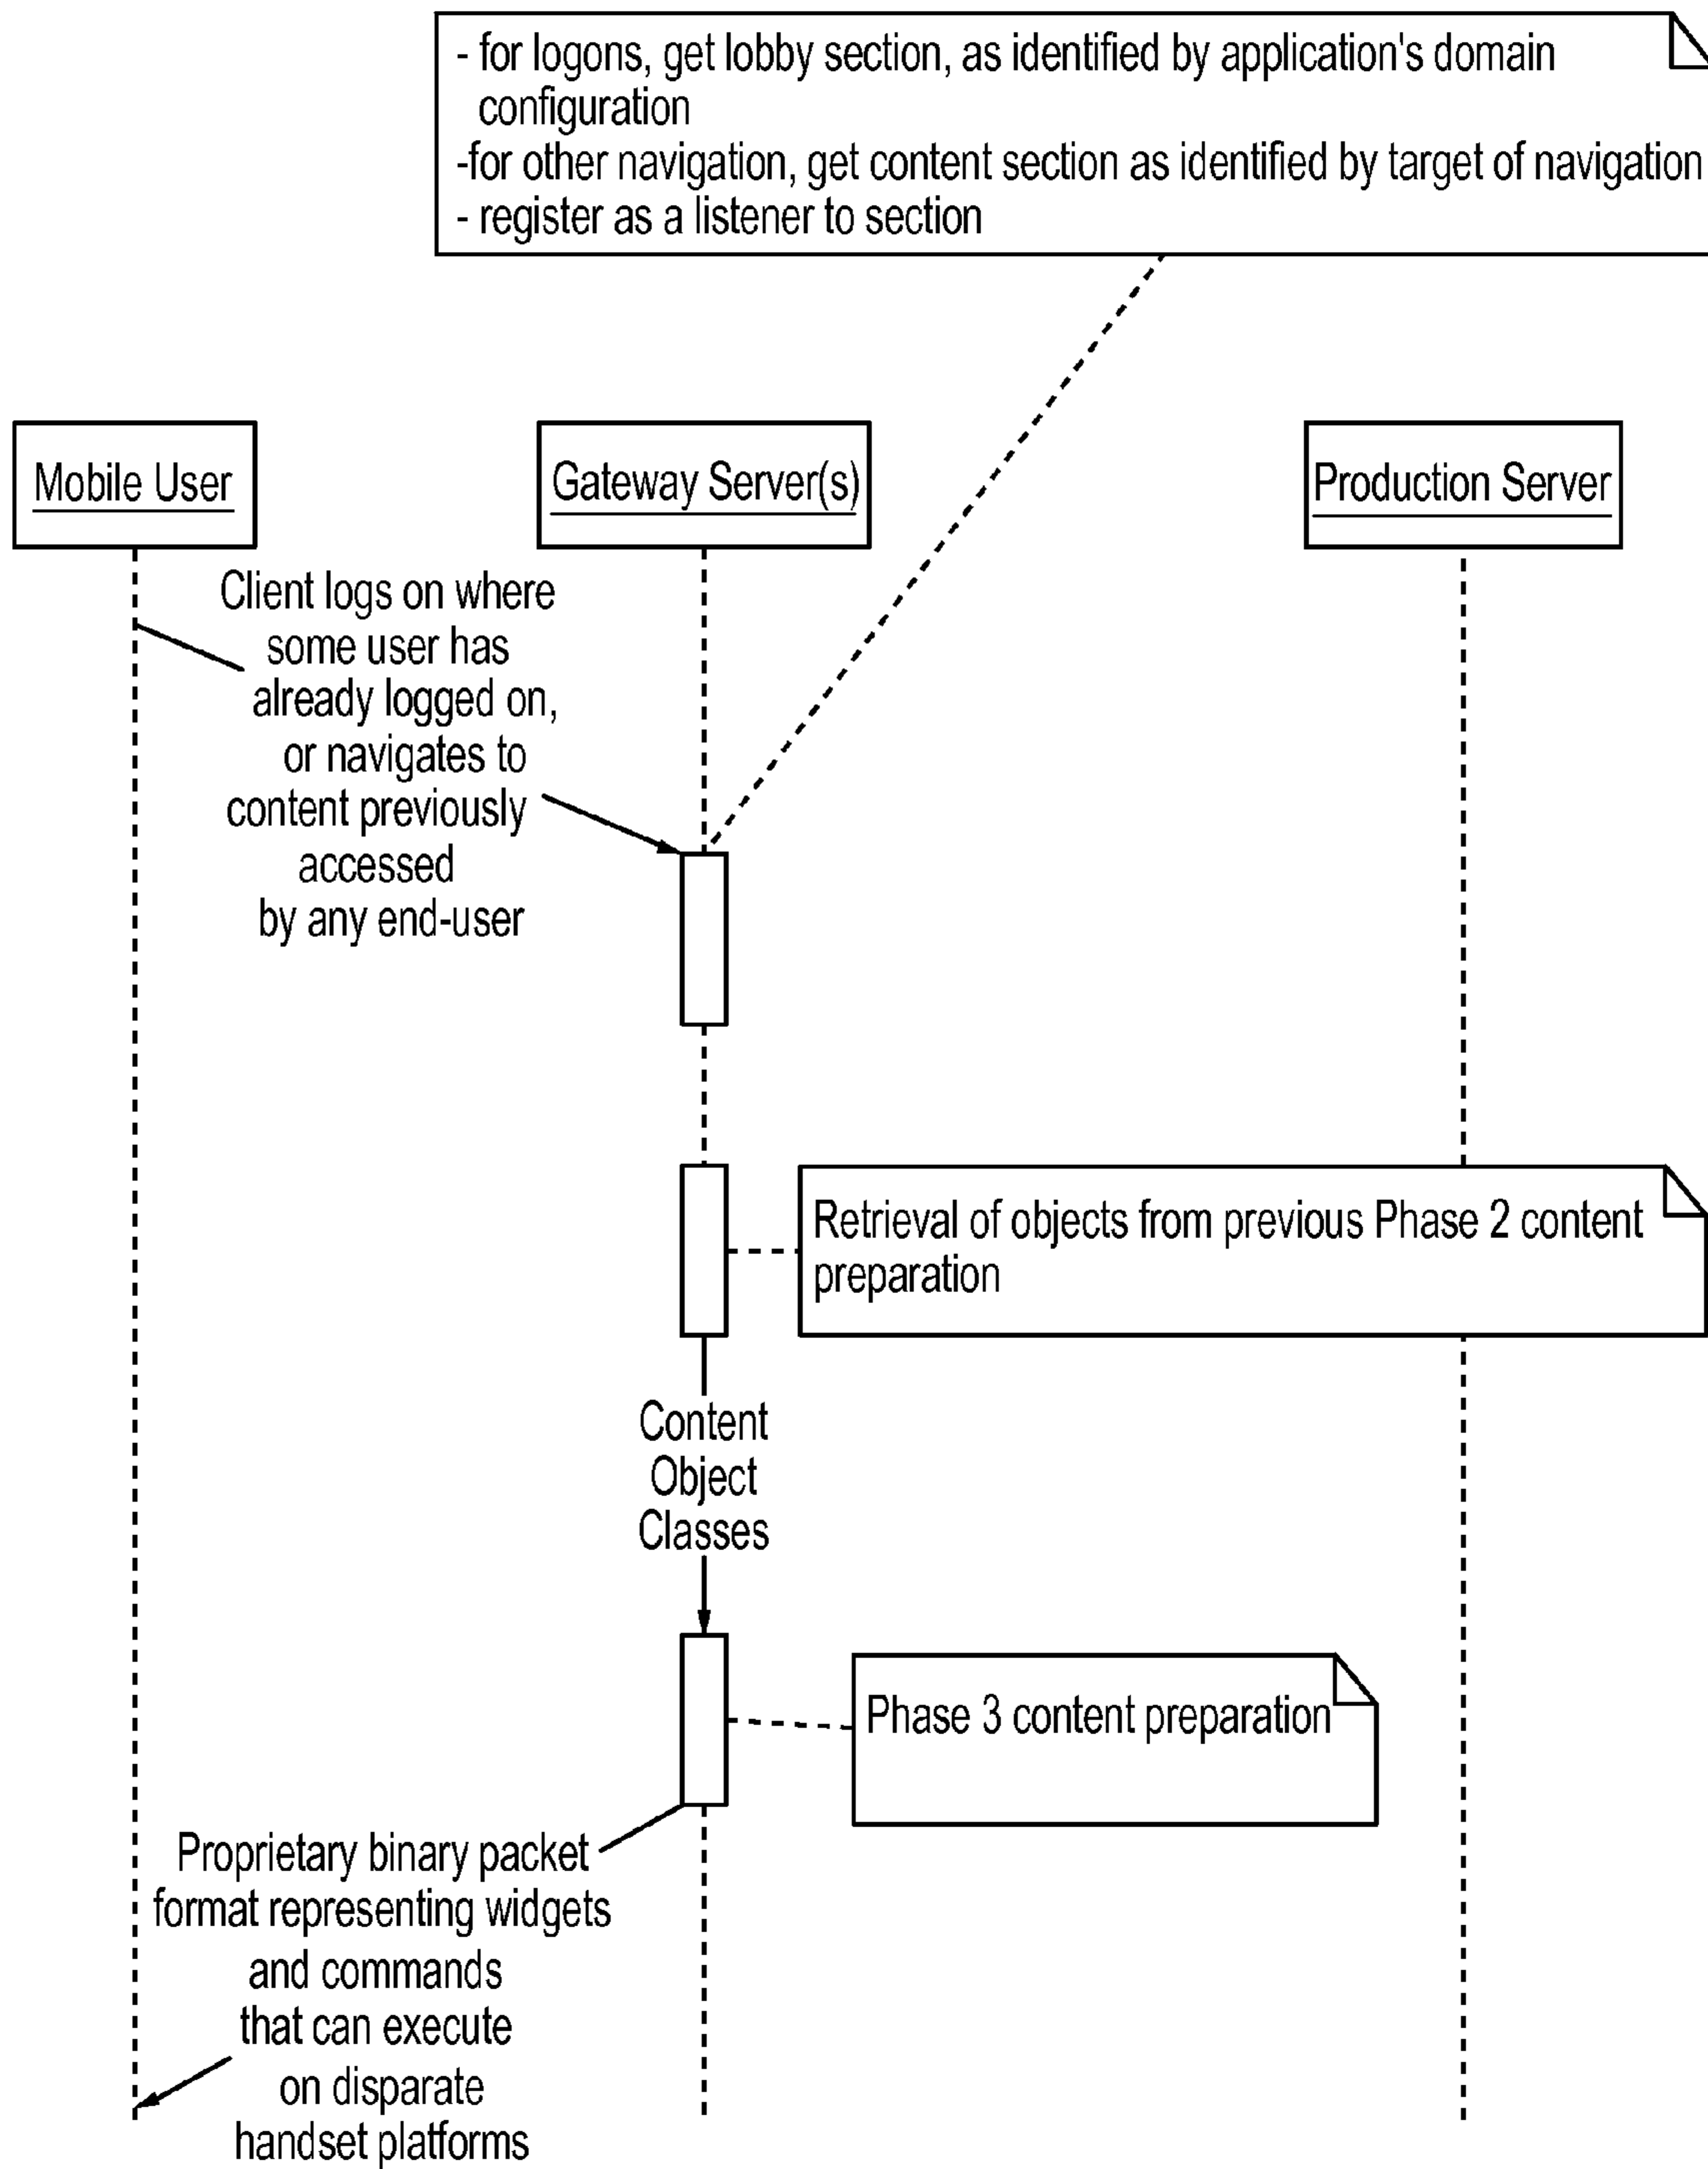 - for logons, get lobby section, as identified by application's domain
configuration
-for other navigation, get content section as identified by target of navigation
- register as a listener to section
Mobile User
Gateway Server(s)
Production Server
Client logs on where
some user has
already logged on,
or navigates to
content previously
accessed
by any end-user
Retrieval of objects from previous Phase 2 content
preparation
Content
Object
Classes
Phase 3 content preparation
Proprietary binary packet
format representing widgets
and commands
that can execute
on disparate
handset platforms